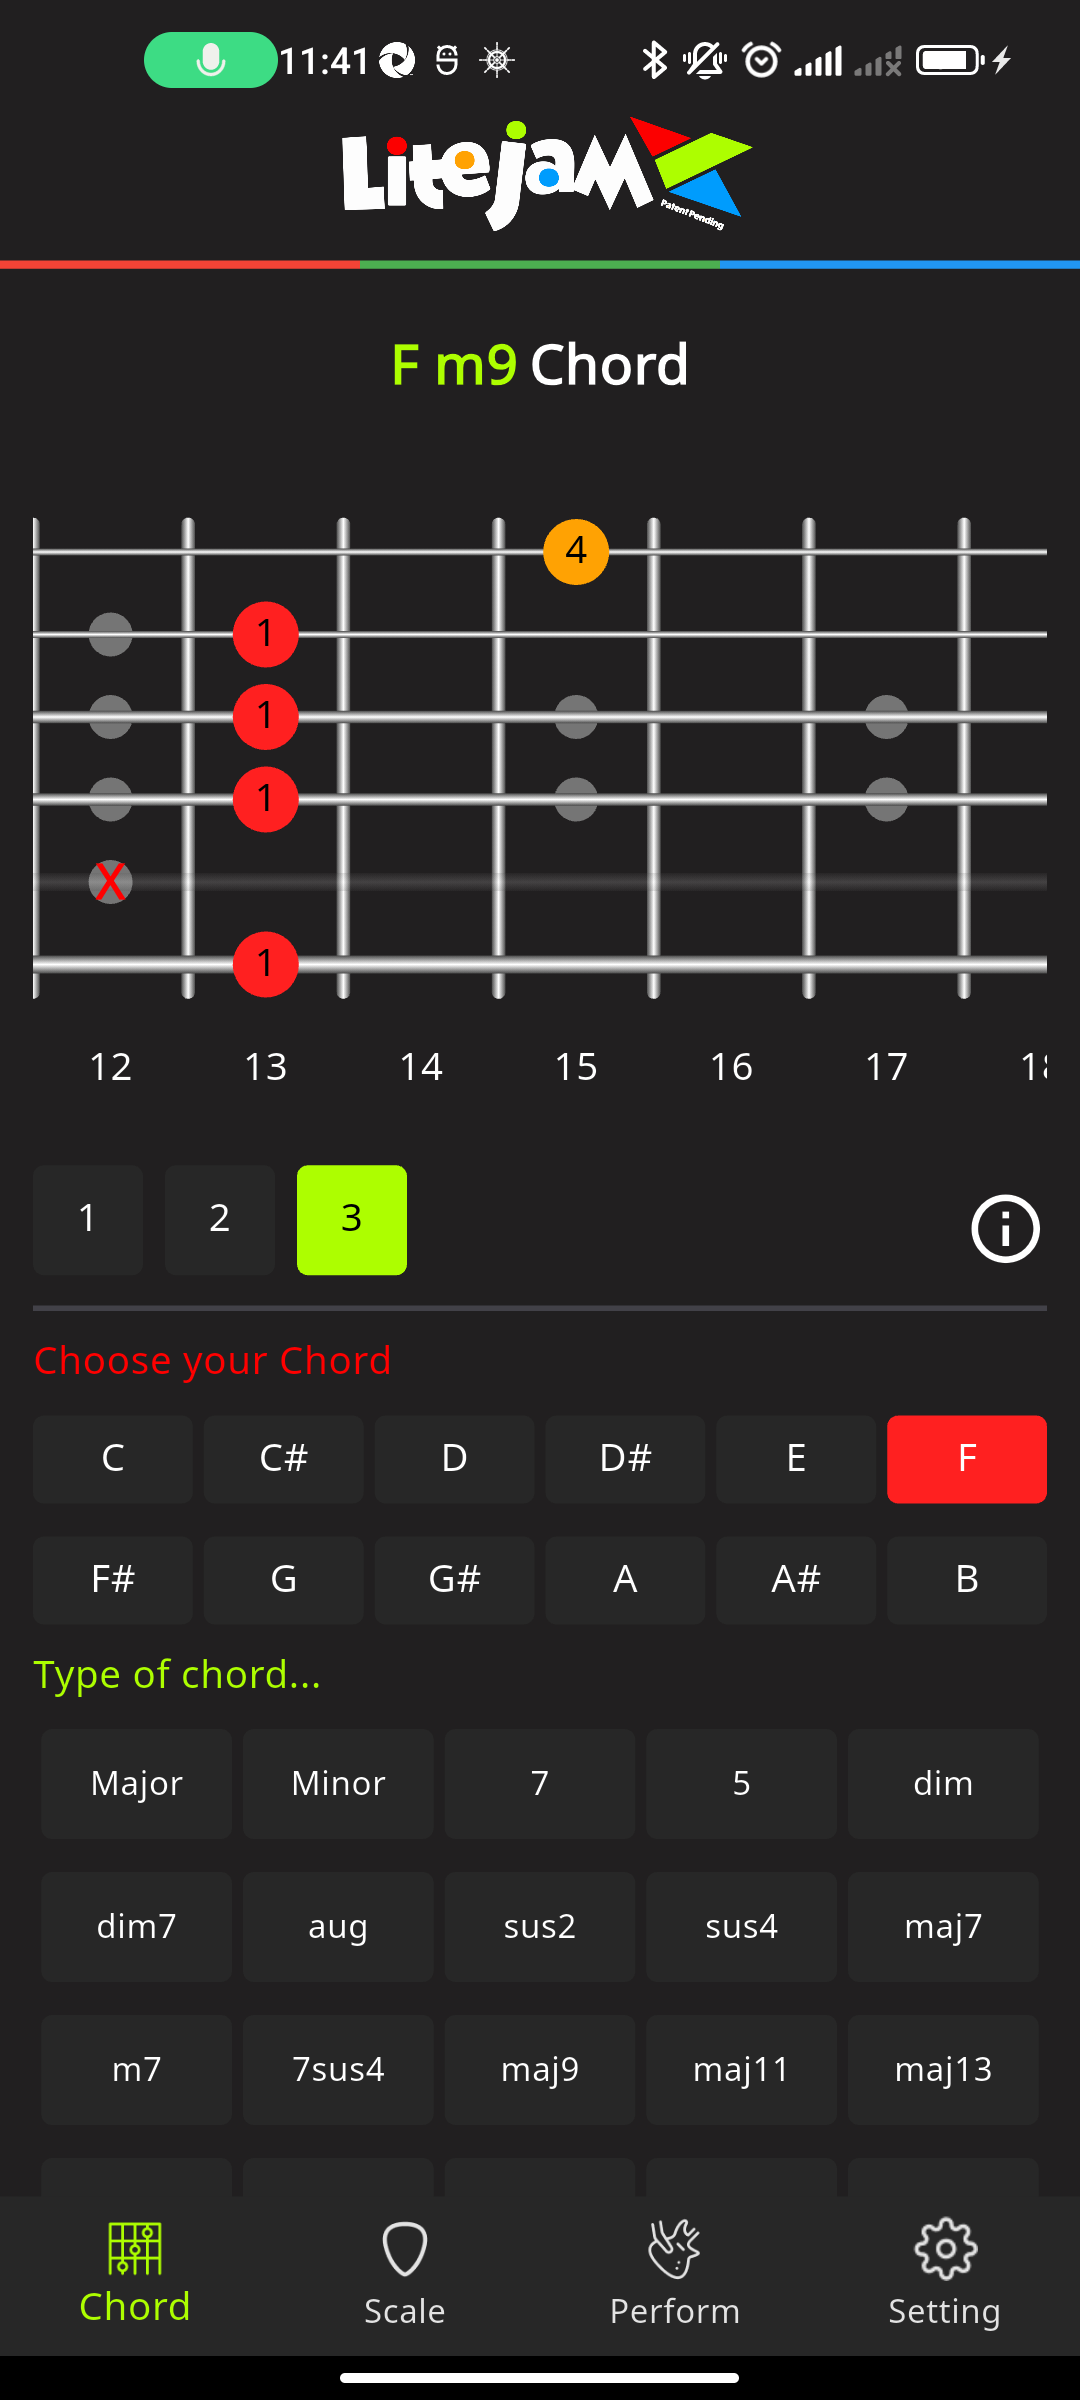 11:41
Litejam
Patent Pending
F m9 Chord
4
1
1
1
X
1
12 13 14 15 16 17 18
1 2 3
Choose your Chord
C C# D D# E F
F# G G# A A# B
Type of chord...
Major Minor 7 5 dim
dim7 aug sus2 sus4 maj7
m7 7sus4 maj9 maj11 maj13
Chord Scale Perform Setting